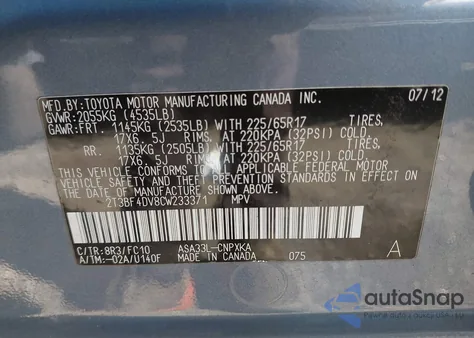 MFD.BY:TOYOTA MOTOR MANUFACTURING CANADA INC. 07/12
GVWR:2055KG (4535LB)
GAWR:FRT. 1145KG (2535LB)WITH 225/65R17 TIRES,
17X6.5J RIMS, AT 220KPA (32PSI) COLD.
RR. 1135KG (2505LB)WITH 225/65R17 TIRES,
17X6.5J RIMS, AT 220KPA (32PSI) COLD.
THIS VEHICLE CONFORMS TO ALL APPLICABLE FEDERAL MOTOR
VEHICLE SAFETY STANDARDS IN EFFECT ON THE
DATE OF MANUFACTURE SHOWN ABOVE.
2T3BF4DV8CW233371 MPV
C/TR:8R3/FC10 ASA33L-CNPXKA
A/TM:-02A/U140F MADE IN CANADA 075 A
autoSnap